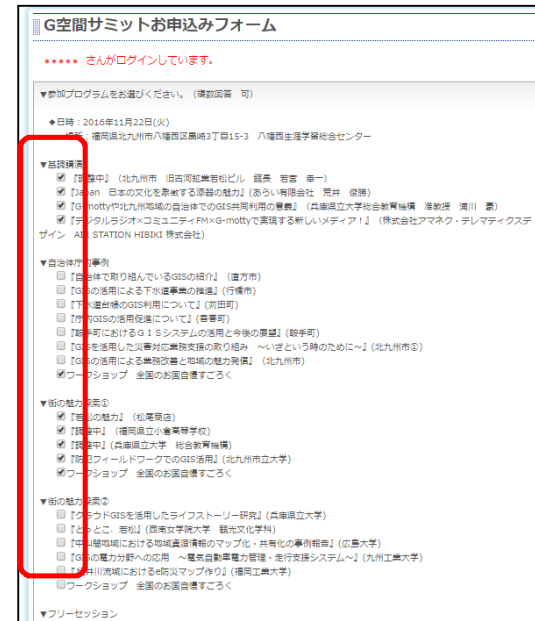 G空間サミットお申込みフォーム
***** さんがログインしています。
▼参加プログラムをお選びください。（複数回答 可）
◆日時：2016年11月22日(火)
福岡県北九州市八幡西区黒崎3丁目15-3 八幡西生涯学習総合センター
▼基調講演
『調整中』（北九州市 旧古河鉱業若松ビル 館長 若宮 幸一）
『Japan 日本の文化を象徴する漆器の魅力』(あらい有限会社 荒井 俊勝)
『G-mottyや北九州地域の自治体でのGIS共同利用の意義』（兵庫県立大学総合教育機構 准教授 浦川 豪）
『デジタルラジオ×コミュニティFM×G-mottyで実現する新しいメディア！』（株式会社アマネク・テレマティクスデ
ザイン AIR STATION HIBIKI 株式会社）
▼自治体庁内事例
『自治体で取り組んでいるGISの紹介』（直方市）
『GISの活用による下水道事業の推進』(行橋市)
『下水道台帳のGIS利用について』(苅田町)
『庁内GISの活用促進について』(香春町)
『鞍手町におけるＧＩＳシステムの活用と今後の展望』(鞍手町)
『GISを活用した災害対応業務支援の取り組み ～いざという時のために～』(北九州市①)
『GISの活用による業務改善と地域の魅力発信』（北九州市）
ワークショップ 全国のお国自慢すごろく
▼街の魅力探索①
『若松の魅力』（松尾商店）
『調整中』（福岡県立小倉高等学校）
『調整中』(兵庫県立大学 総合教育機構)
『防犯フィールドワークでのGIS活用』(北九州市立大学)
ワークショップ 全国のお国自慢すごろく
▼街の魅力探索②
『クラウドGISを活用したライフストーリー研究』(兵庫県立大学)
『とっとこ、若松』(西南女学院大学 観光文化学科)
『中山間地域における地域資源情報のマップ化・共有化の事例報告』(広島大学)
『GISの電力分野への応用 ～電気自動車電力管理・走行支援システム～』(九州工業大学)
井川流域におけるe防災マップ作り』(福岡工業大学)
ワークショップ 全国のお国自慢すごろく
▼フリーセッション